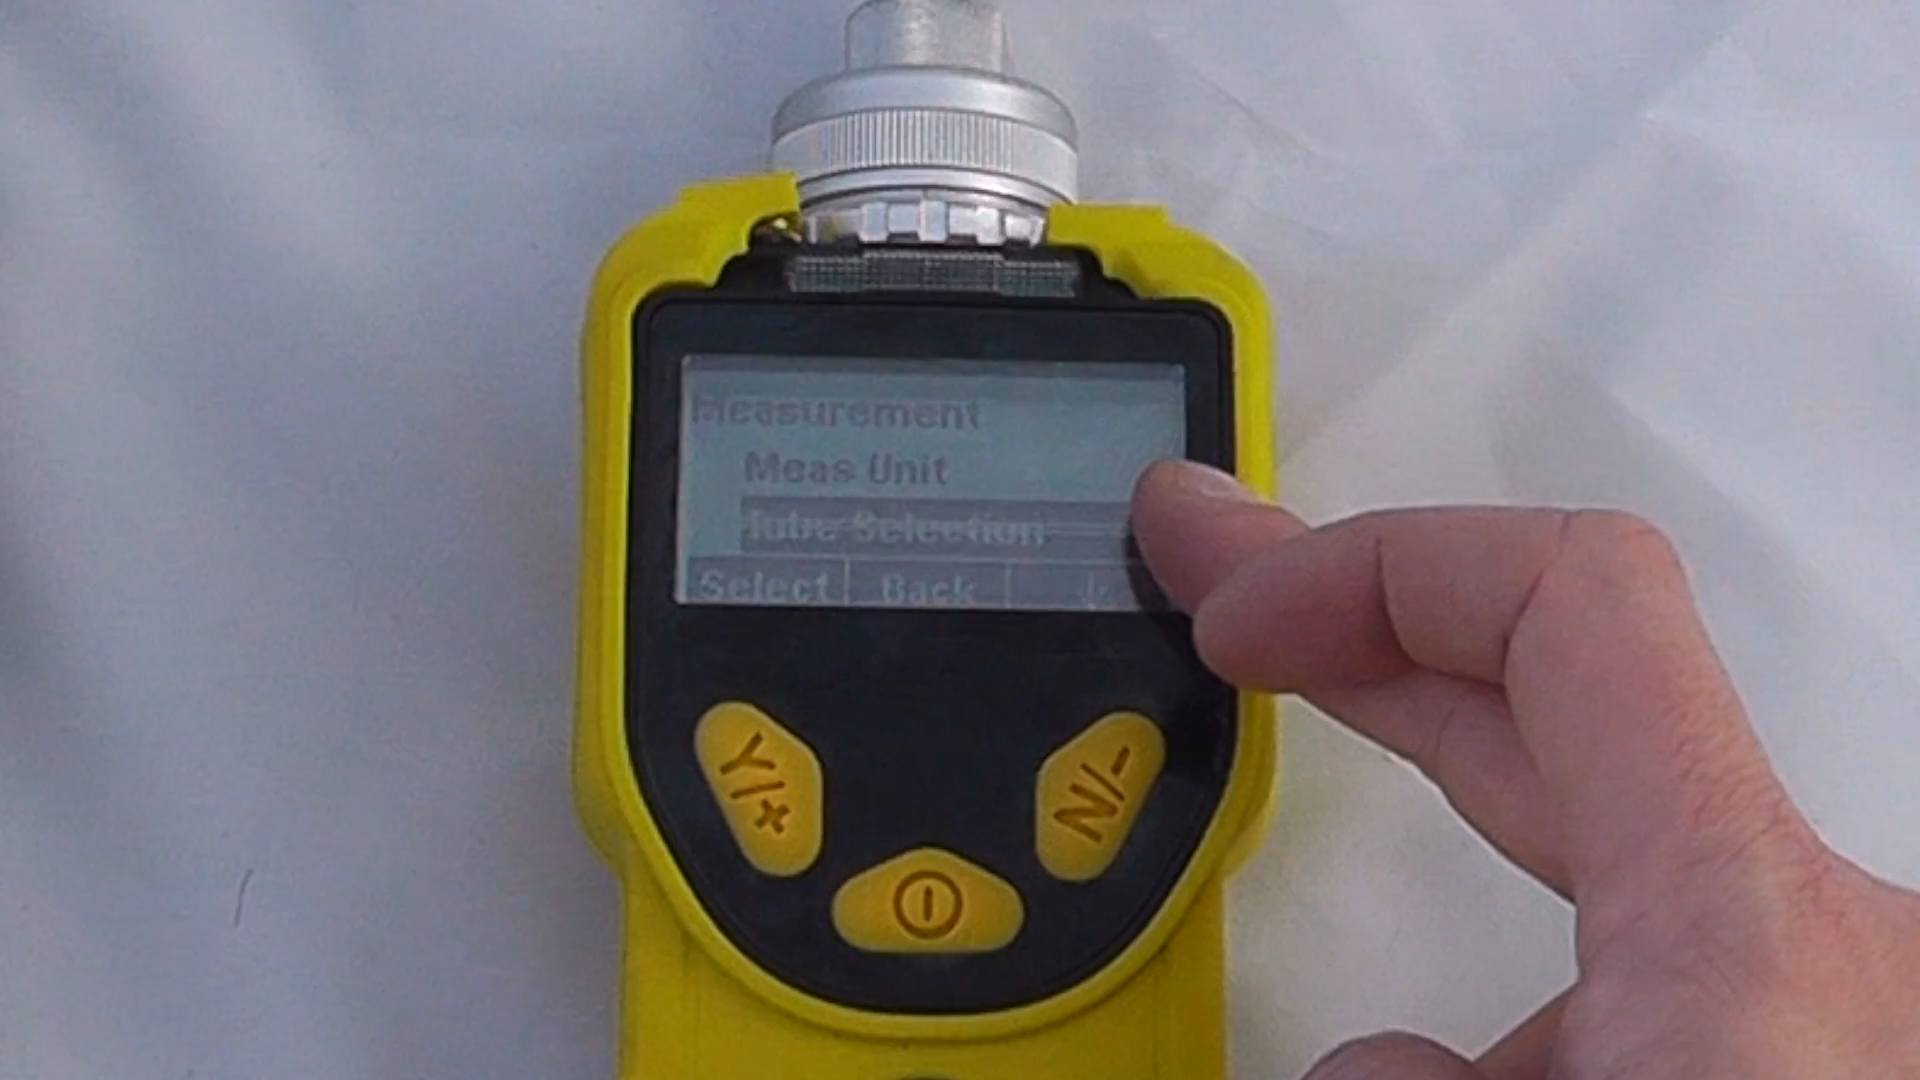 Measurement
Meas Unit
Tube Selection
Select Back ↓
Y/+
N/-